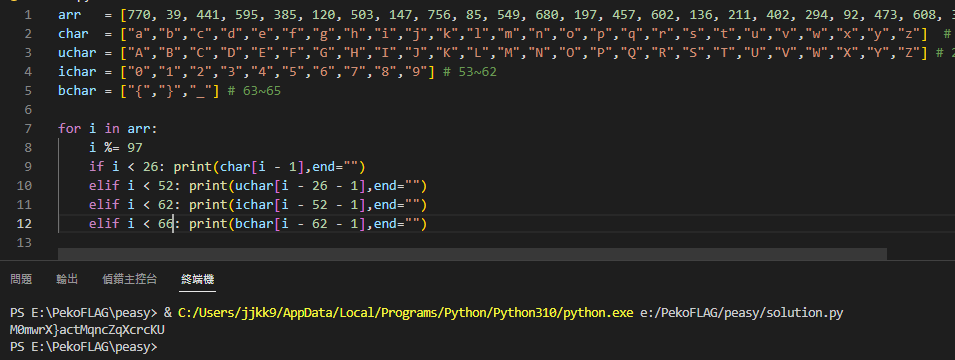 1 arr = [770, 39, 441, 595, 385, 120, 503, 147, 756, 85, 549, 680, 197, 457, 602, 136, 211, 402, 294, 92, 473, 608, 3
2 char = ["a","b","c","d","e","f","g","h","i","j","k","l","m","n","o","p","q","r","s","t","u","v","w","x","y","z"] #
3 uchar = ["A","B","C","D","E","F","G","H","I","J","K","L","M","N","O","P","Q","R","S","T","U","V","W","X","Y","Z"] # 2
4 ichar = ["0","1","2","3","4","5","6","7","8","9"] # 53~62
5 bchar = ["{","}","_"] # 63~65
6
7 for i in arr:
8 i %= 97
9 if i < 26: print(char[i - 1],end="")
10 elif i < 52: print(uchar[i - 26 - 1],end="")
11 elif i < 62: print(ichar[i - 52 - 1],end="")
12 elif i < 66: print(bchar[i - 62 - 1],end="")
13
問題 輸出 偵錯主控台 終端機
PS E:\PekoFLAG\peasy> & C:/Users/jjkk9/AppData/Local/Programs/Python/Python310/python.exe e:/PekoFLAG/peasy/solution.py
M0mwrX}actMqncZqXcrcKU
PS E:\PekoFLAG\peasy>